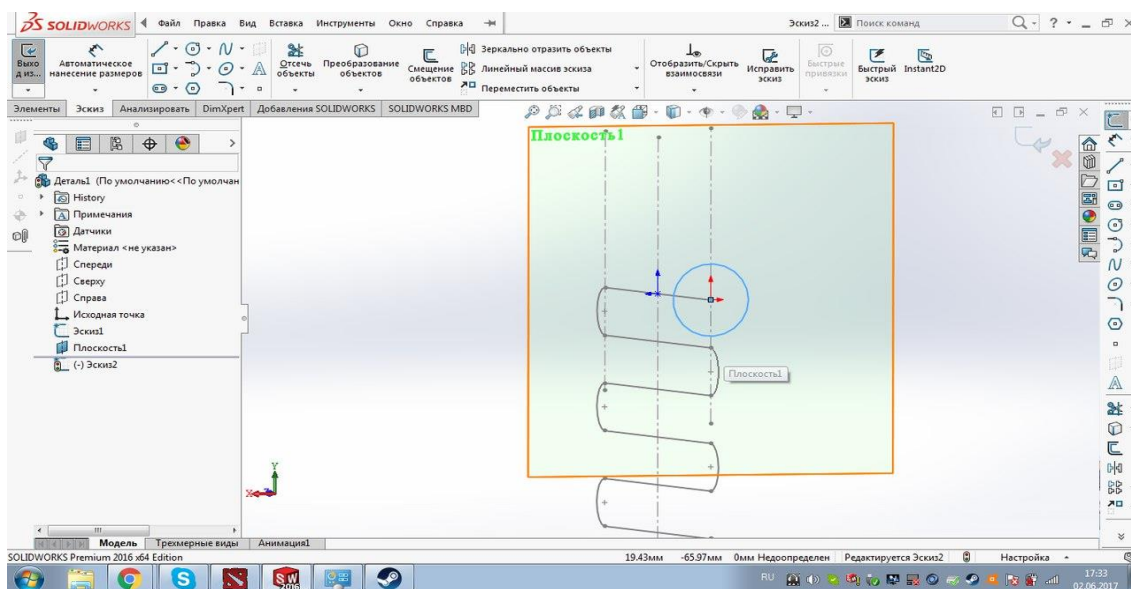 SOLIDWORKS Файл Правка Вид Вставка Инструменты Окно Справка Эскиз2 ... Поиск команд
Выхо
д из...
Автоматическое
нанесение размеров
Отсечь
объекты
Преобразование
объектов
Смещение
объектов
Зеркально отразить объекты
Линейный массив эскиза
Переместить объекты
Отобразить/Скрыть
взаимосвязи
Исправить
эскиз
Быстрые
привязки
Быстрый
эскиз
Instant2D
Элементы Эскиз Анализировать DimXpert Добавления SOLIDWORKS SOLIDWORKS MBD
Плоскость1
Деталь1 (По умолчанию<<По умолчан
History
Примечания
Датчики
Материал <не указан>
Спереди
Сверху
Справа
Исходная точка
Эскиз1
Плоскость1
(-) Эскиз2
Плоскость1
Y
X
Модель Трехмерные виды Анимация1
SOLIDWORKS Premium 2016 x64 Edition 19.43мм -65.97мм 0мм Недоопределен Редактируется Эскиз2 Настройка
SW
2016
RU
17:33
02.06.2017